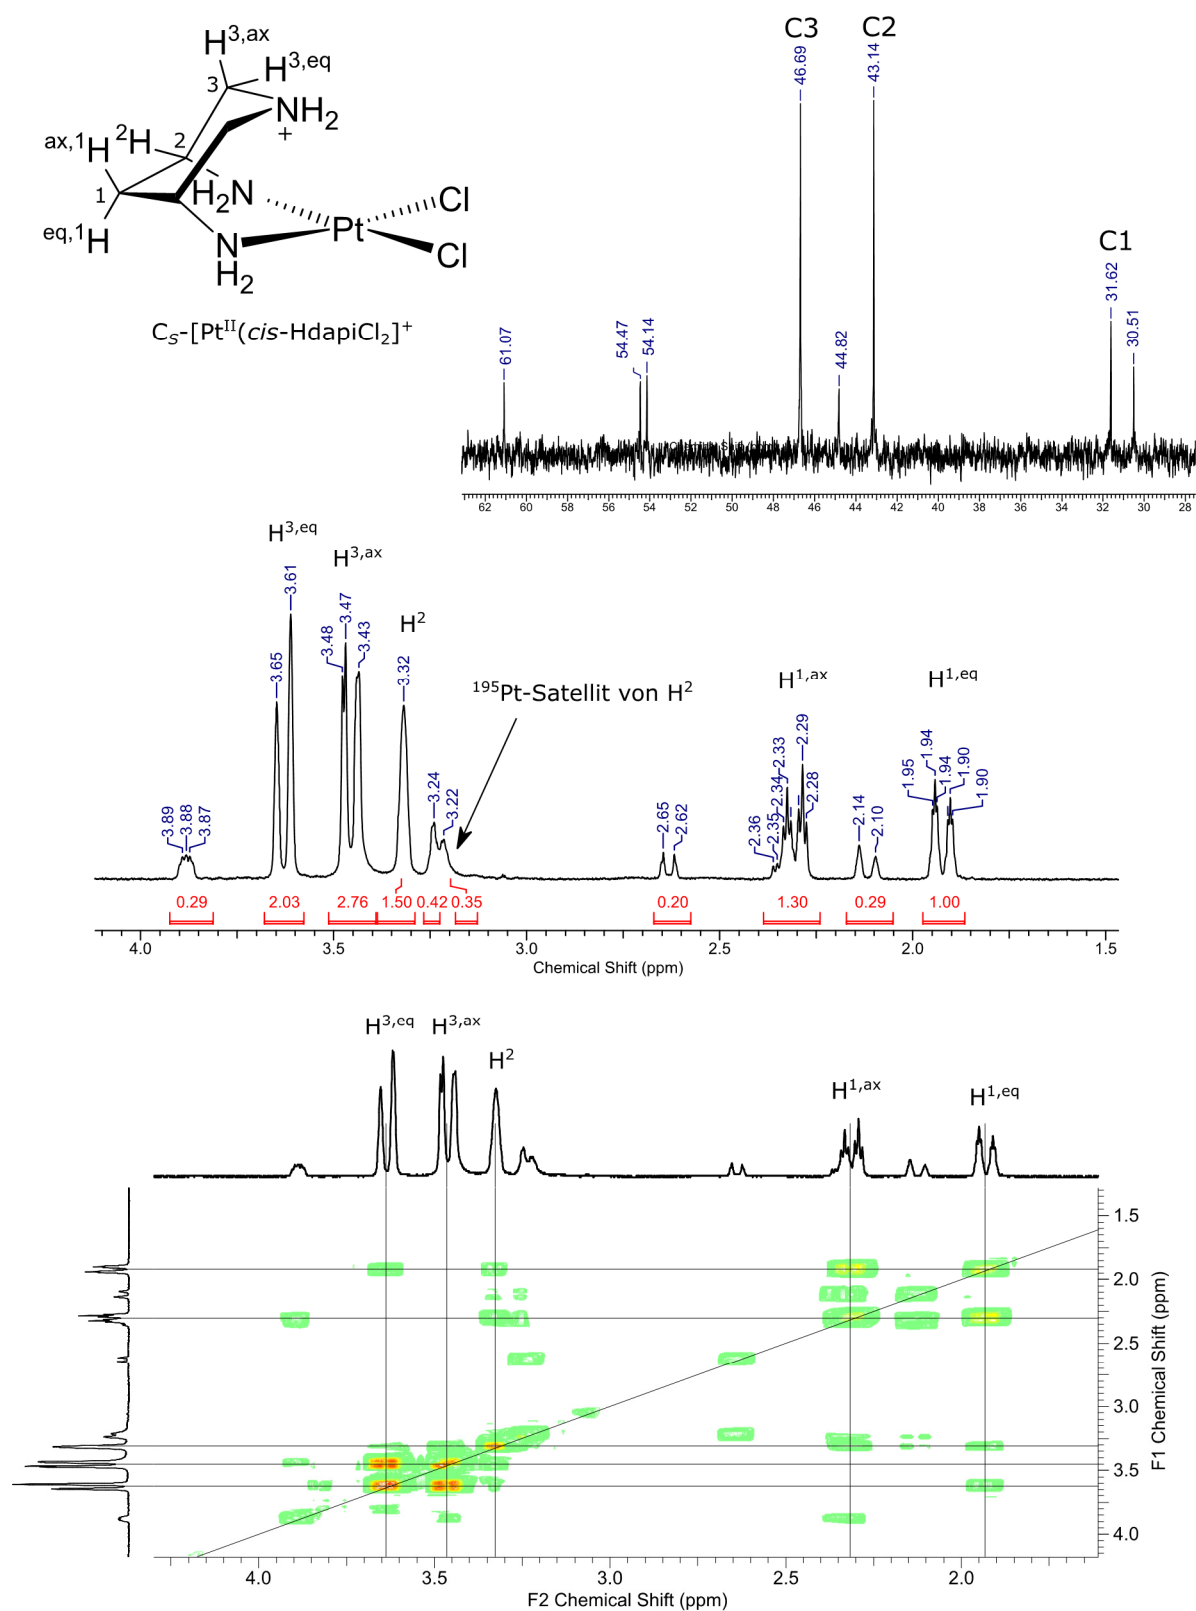 H3,ax
H3,eq
3
NH2
+
ax,1H
2H
2
H2N
1
Cl
Pt
eq,1H
N
H2
Cl
CS-[PtII(cis-HdapiCl2]+
C3
C2
46.69
43.14
C1
31.62
61.07
54.47
54.14
44.82
30.51
62 60 58 56 54 52 50 48 46 44 42 40 38 36 34 32 30 28
H3,eq
H3,ax
H2
195Pt-Satellit von H2
H1,ax
H1,eq
3.89
3.88
3.87
3.65
3.61
3.48
3.47
3.43
3.32
3.24
3.22
2.65
2.62
2.36
2.35
2.34
2.33
2.29
2.28
2.14
2.10
1.95
1.94
1.94
1.90
1.90
0.29 2.03 2.76 1.50 0.42 0.35 0.20 1.30 0.29 1.00
4.0 3.5 3.0 2.5 2.0 1.5
Chemical Shift (ppm)
H3,eq
H3,ax
H2
H1,ax
H1,eq
1.5
2.0
2.5
3.0
3.5
4.0
F1 Chemical Shift (ppm)
4.0 3.5 3.0 2.5 2.0
F2 Chemical Shift (ppm)